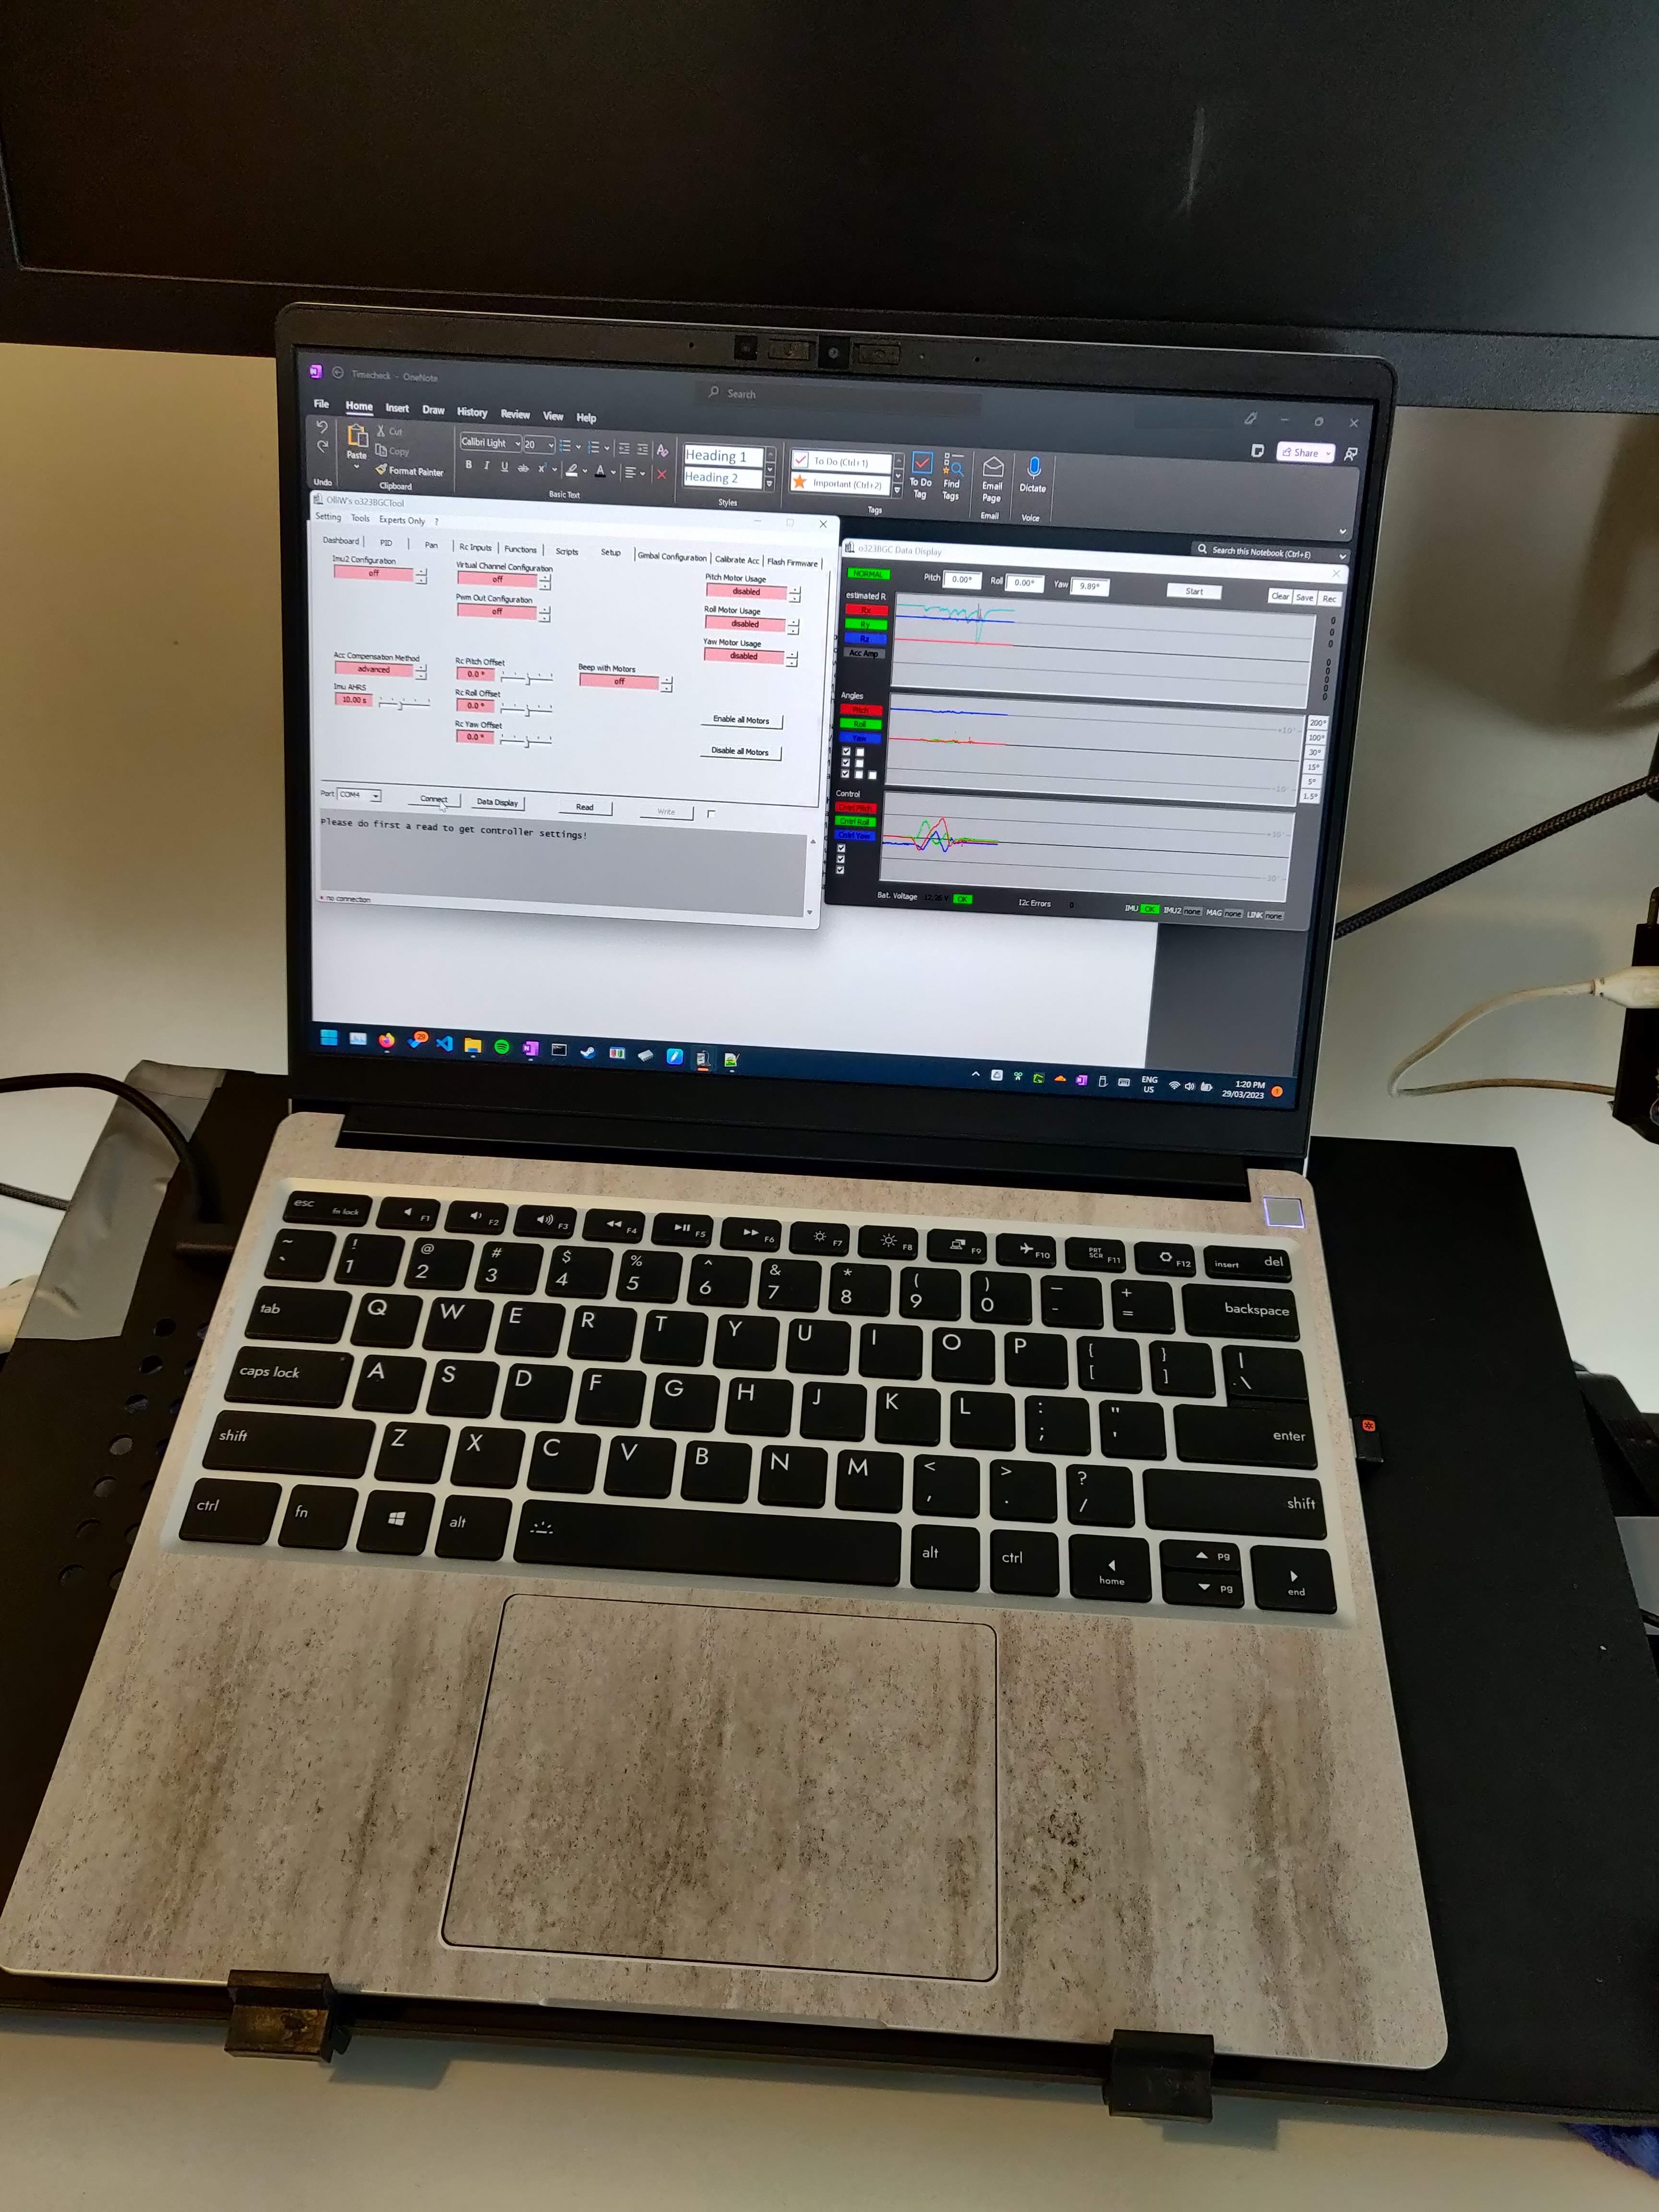 Timecheck - OneNote
Search
File Home Insert Draw History Review View Help
Undo
Paste
Cut
Copy
Format Painter
Clipboard
Calibri Light 20
B I U ab x
Basic Text
Heading 1
Heading 2
Styles
To Do (Ctrl+1)
Important (Ctrl+2)
Tags
To Do Tag
Find Tags
Email Page
Email
Dictate
Voice
Share
Search this Notebook (Ctrl+E)
OlliW's o323BGCTool
Setting Tools Experts Only ?
Dashboard PID Pan Rc Inputs Functions Scripts Setup Gimbal Configuration Calibrate Acc Flash Firmware
Imu2 Configuration
off
Virtual Channel Configuration
off
Pwm Out Configuration
off
Pitch Motor Usage
disabled
Roll Motor Usage
disabled
Yaw Motor Usage
disabled
Acc Compensation Method
advanced
Imu AHRS
10.00 s
Rc Pitch Offset
0.0 °
Rc Roll Offset
0.0 °
Rc Yaw Offset
0.0 °
Beep with Motors
off
Enable all Motors
Disable all Motors
Port COM4 Connect Data Display Read Write
Please do first a read to get controller settings!
no connection
o323BGC Data Display
NORMAL Pitch 0.00° Roll 0.00° Yaw 9.89° Start Clear Save Rec
estimated R
Rx
Ry
Rz
Acc Amp
0
0
0
0
0
0
0
Angles
Pitch
Roll
Yaw
+10°
200°
100°
30°
15°
5°
1.5°
Control
Cntrl Pitch
Cntrl Roll
Cntrl Yaw
Bat. Voltage OK I2c Errors 0 IMU OK IMU2 none MAG none LINK none
ENG
US
1:20 PM
29/03/2023
esc fn lock F1 F2 F3 F4 F5 F6 F7 F8 F9 F10 PRT SCR F11 F12 insert del
~ ` ! 1 @ 2 # 3 $ 4 % 5 ^ 6 & 7 * 8 ( 9 ) 0 _ - + = backspace
tab Q W E R T Y U I O P { [ } ] | \
caps lock A S D F G H J K L : ; " ' enter
shift Z X C V B N M < , > . ? / shift
ctrl fn alt alt ctrl home pg pg end